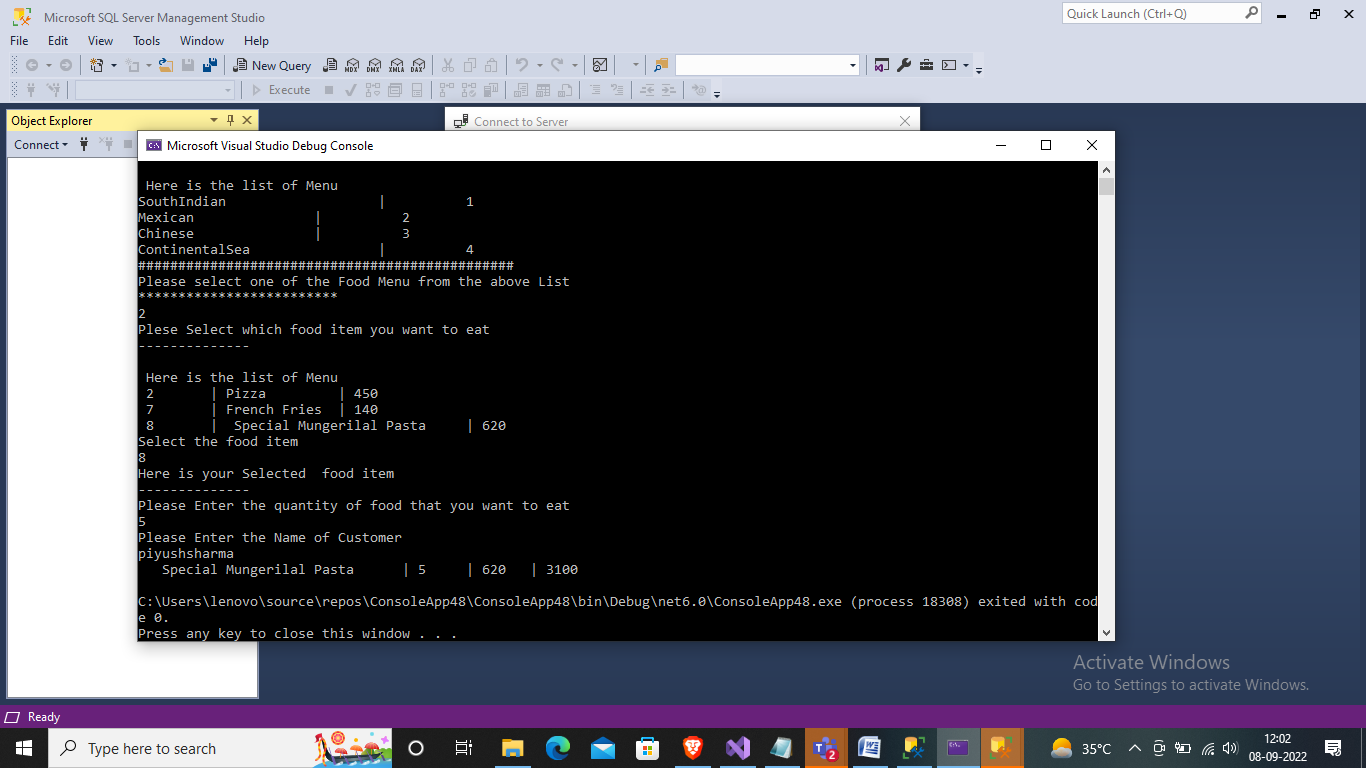 Microsoft SQL Server Management Studio
Quick Launch (Ctrl+Q)
File Edit View Tools Window Help
New Query
MDX DMX XMLA DAX
Execute
Object Explorer
Connect to Server
Connect
Microsoft Visual Studio Debug Console
Here is the list of Menu
SouthIndian | 1
Mexican | 2
Chinese | 3
ContinentalSea | 4
###############################################
Please select one of the Food Menu from the above List
*************************
2
Plese Select which food item you want to eat
--------------
Here is the list of Menu
2 | Pizza | 450
7 | French Fries | 140
8 | Special Mungerilal Pasta | 620
Select the food item
8
Here is your Selected food item
--------------
Please Enter the quantity of food that you want to eat
5
Please Enter the Name of Customer
piyushsharma
Special Mungerilal Pasta | 5 | 620 | 3100
C:\Users\lenovo\source\repos\ConsoleApp48\ConsoleApp48\bin\Debug\net6.0\ConsoleApp48.exe (process 18308) exited with cod
e 0.
Press any key to close this window . . .
Activate Windows
Go to Settings to activate Windows.
Ready
Type here to search
2
35°C
12:02
08-09-2022